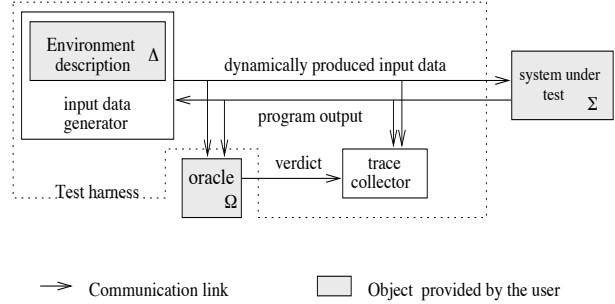 Environment
description Δ
input data
generator
dynamically produced input data
program output
system under
test
Σ
oracle
Ω
verdict
trace
collector
Test harness
Communication link
Object provided by the user